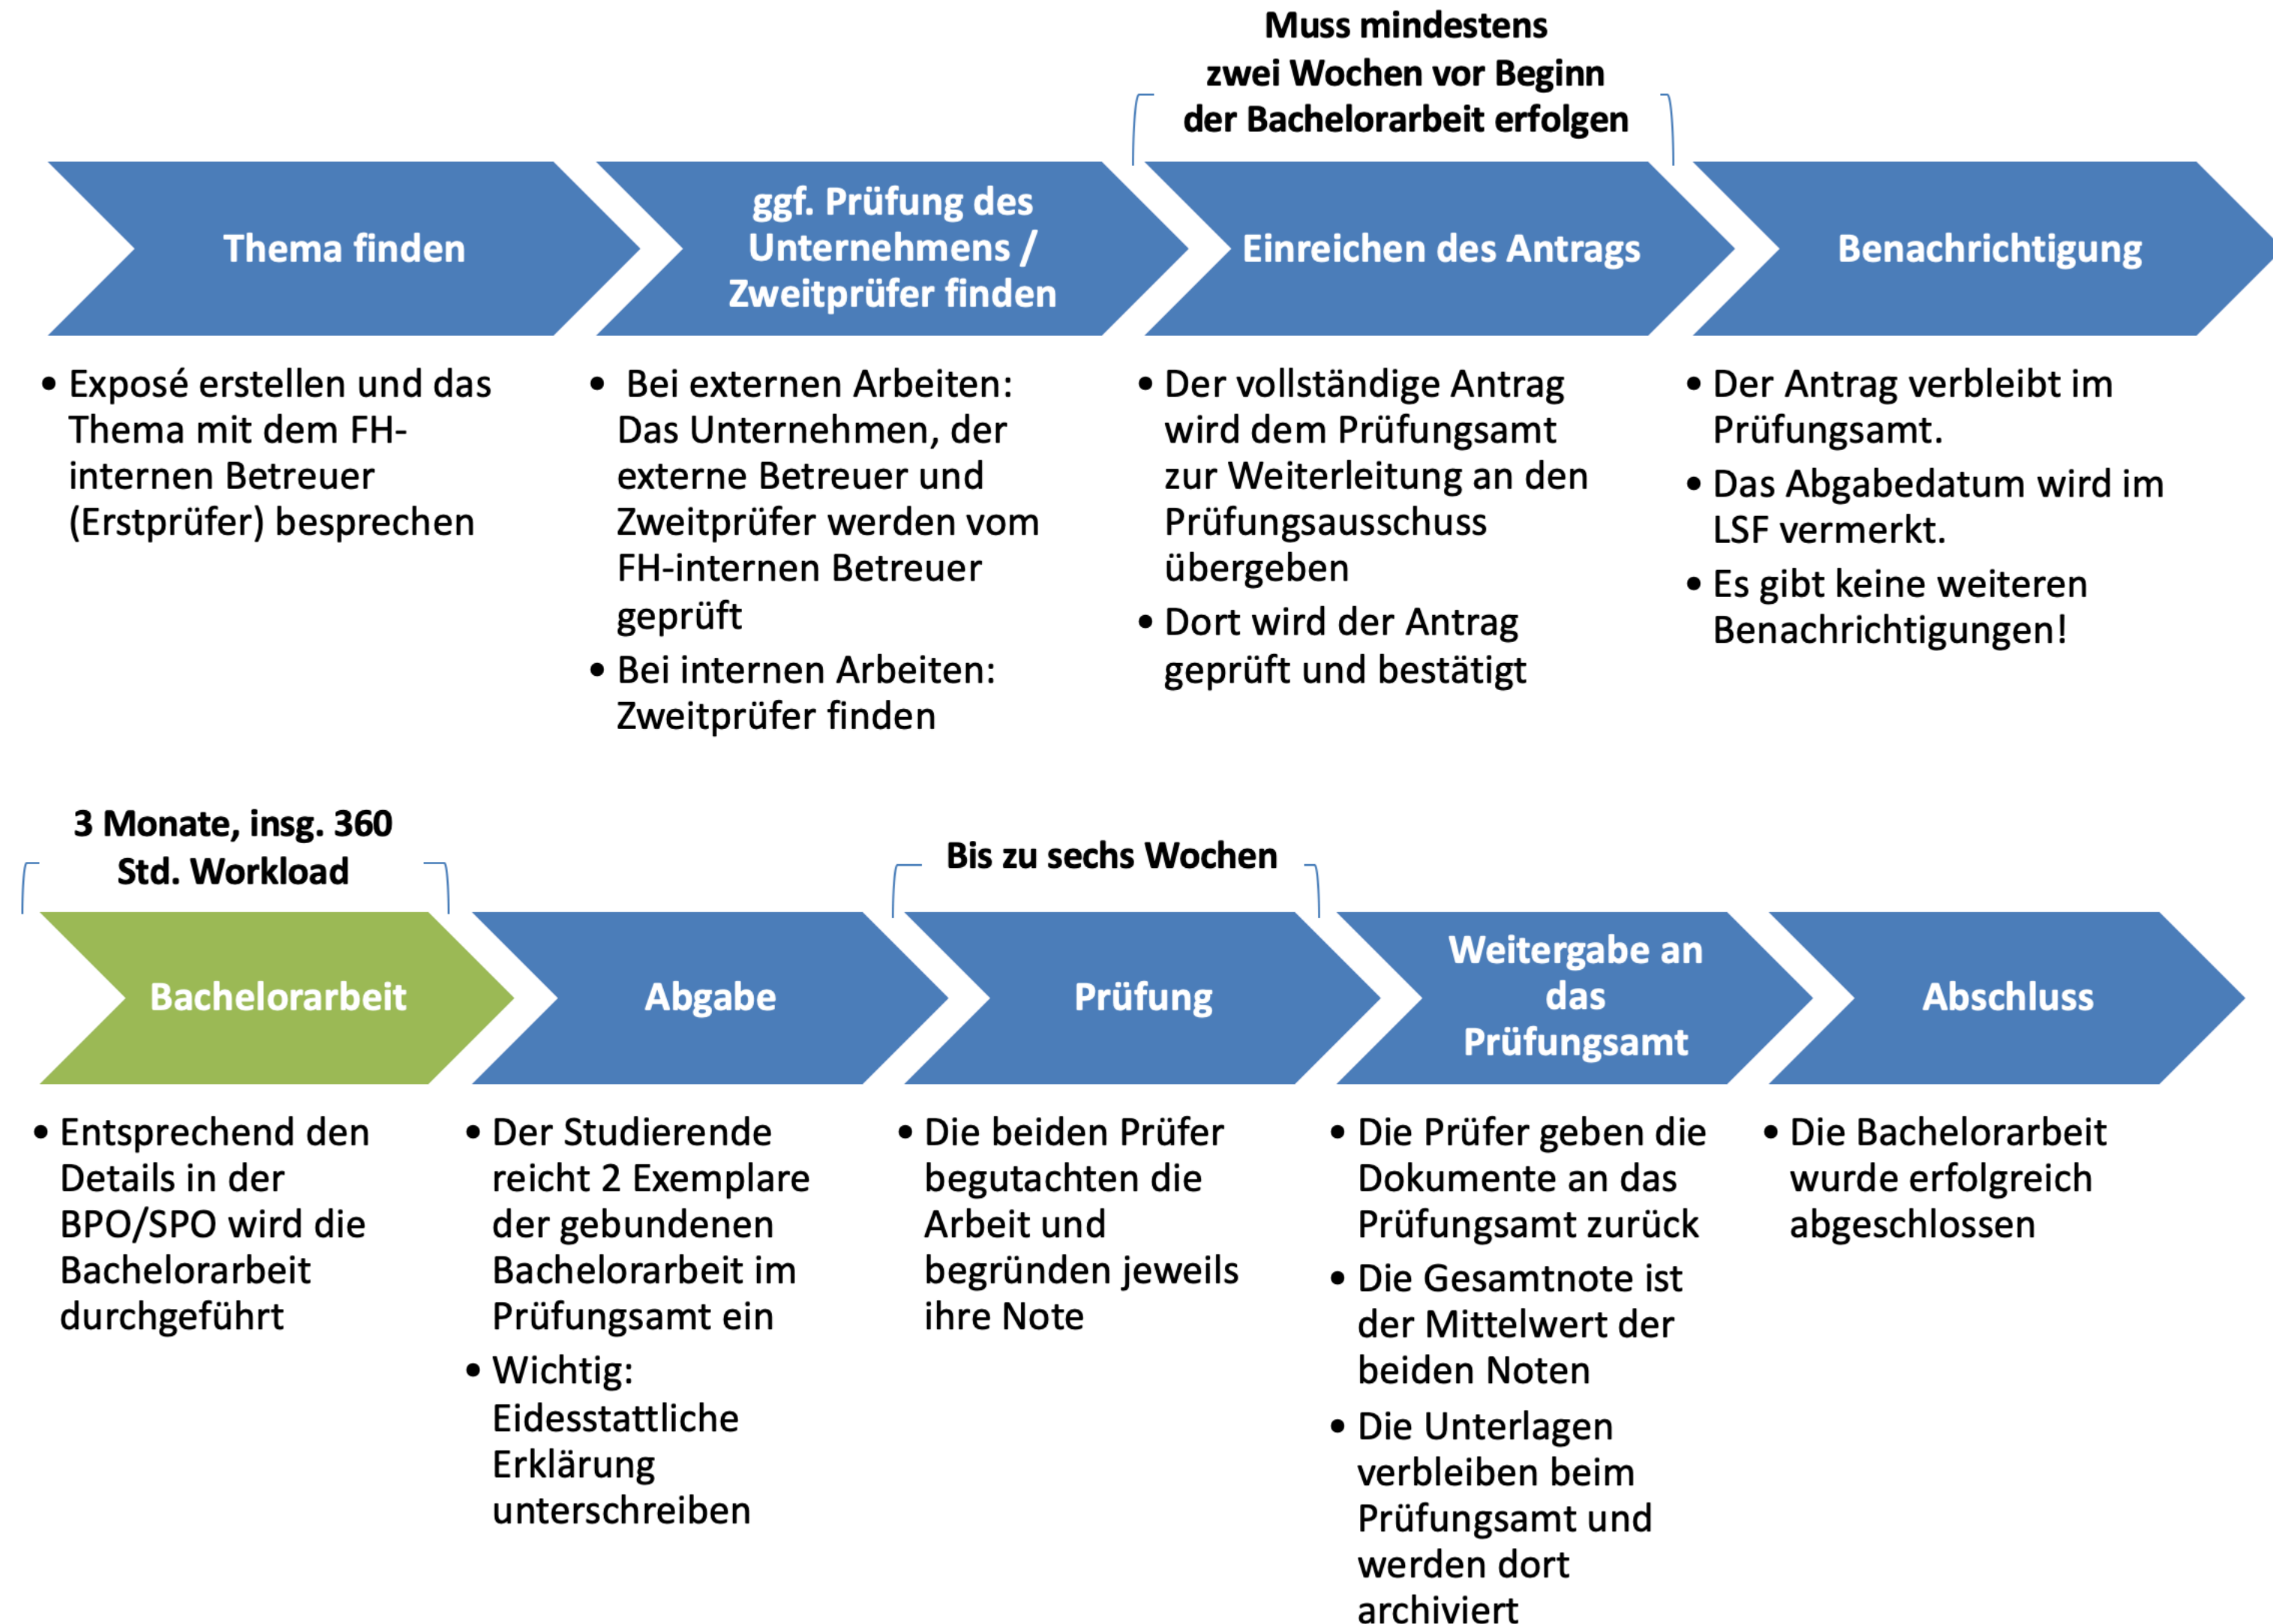 Muss mindestens
zwei Wochen vor Beginn
der Bachelorarbeit erfolgen
Thema finden
ggf. Prüfung des
Unternehmens /
Zweitprüfer finden
Einreichen des Antrags
Benachrichtigung
• Exposé erstellen und das
Thema mit dem FH-
internen Betreuer
(Erstprüfer) besprechen
• Bei externen Arbeiten:
Das Unternehmen, der
externe Betreuer und
Zweitprüfer werden vom
FH-internen Betreuer
geprüft
• Bei internen Arbeiten:
Zweitprüfer finden
• Der vollständige Antrag
wird dem Prüfungsamt
zur Weiterleitung an den
Prüfungsausschuss
übergeben
• Dort wird der Antrag
geprüft und bestätigt
• Der Antrag verbleibt im
Prüfungsamt.
• Das Abgabedatum wird im
LSF vermerkt.
• Es gibt keine weiteren
Benachrichtigungen!
3 Monate, insg. 360
Std. Workload
Bis zu sechs Wochen
Bachelorarbeit
Abgabe
Prüfung
Weitergabe an
das
Prüfungsamt
Abschluss
• Entsprechend den
Details in der
BPO/SPO wird die
Bachelorarbeit
durchgeführt
• Der Studierende
reicht 2 Exemplare
der gebundenen
Bachelorarbeit im
Prüfungsamt ein
• Wichtig:
Eidesstattliche
Erklärung
unterschreiben
• Die beiden Prüfer
begutachten die
Arbeit und
begründen jeweils
ihre Note
• Die Prüfer geben die
Dokumente an das
Prüfungsamt zurück
• Die Gesamtnote ist
der Mittelwert der
beiden Noten
• Die Unterlagen
verbleiben beim
Prüfungsamt und
werden dort
archiviert
• Die Bachelorarbeit
wurde erfolgreich
abgeschlossen